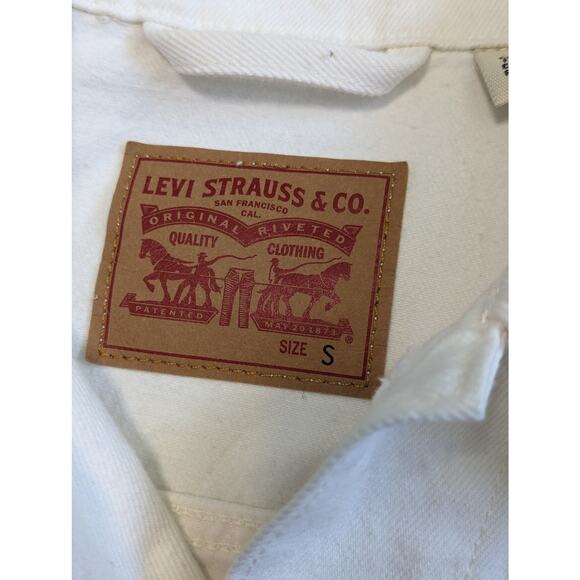 LEVI STRAUSS & CO.
SAN FRANCISCO
CAL.
ORIGINAL RIVETED
QUALITY CLOTHING
PATENTED MAY 20 1873 ®
SIZE S